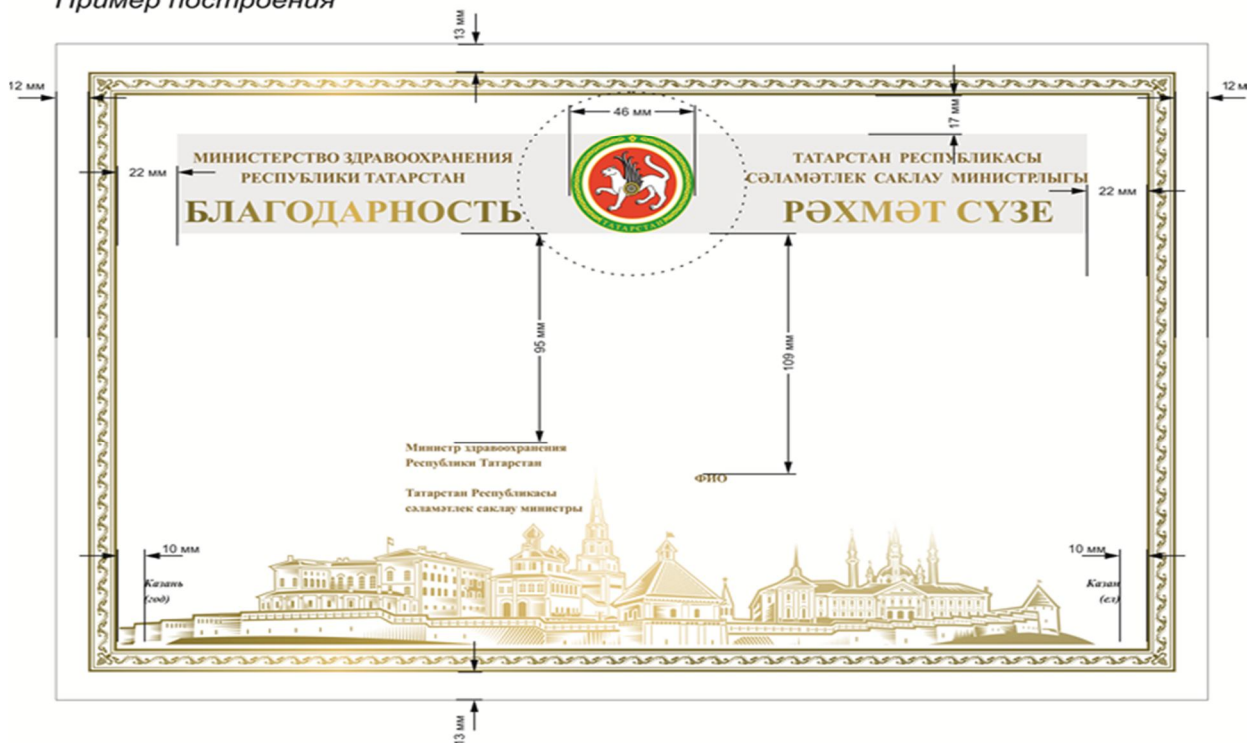 Пример построения
13 мм
12 мм
12 м
46 мм
17 мм
МИНИСТЕРСТВО ЗДРАВООХРАНЕНИЯ
РЕСПУБЛИКИ ТАТАРСТАН
БЛАГОДАРНОСТЬ
ТАТАРСТАН РЕСПУБЛИКАСЫ
СӘЛАМӘТЛЕК САКЛАУ МИНИСТРЛЫГЫ
РӘХМӘТ СҮЗЕ
22 мм
22 мм
ТАТАРСТАН
95 мм
109 мм
Министр здравоохранения
Республики Татарстан
Татарстан Республикасы
сәламәтлек саклау министры
ФИО
10 мм
10 мм
Казань
(год)
Казан
(ел)
13 мм